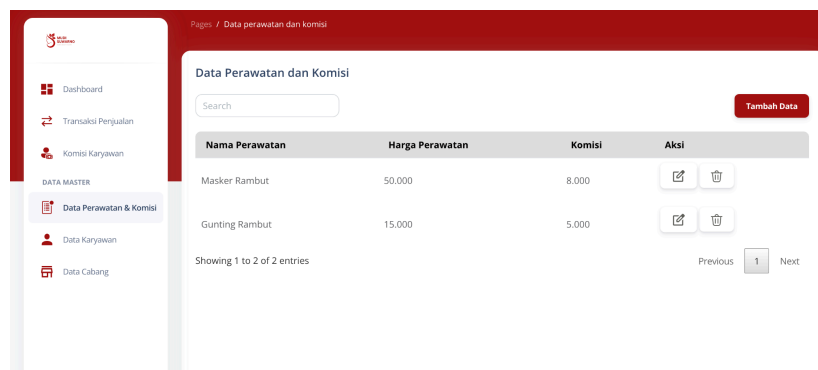 Pages / Data perawatan dan komisi
Dashboard
Transaksi Penjualan
Komisi Karyawan
DATA MASTER
Data Perawatan & Komisi
Data Karyawan
Data Cabang
Data Perawatan dan Komisi
Search
Tambah Data
Nama Perawatan Harga Perawatan Komisi Aksi
Masker Rambut 50.000 8.000
Gunting Rambut 15.000 5.000
Showing 1 to 2 of 2 entries
Previous 1 Next